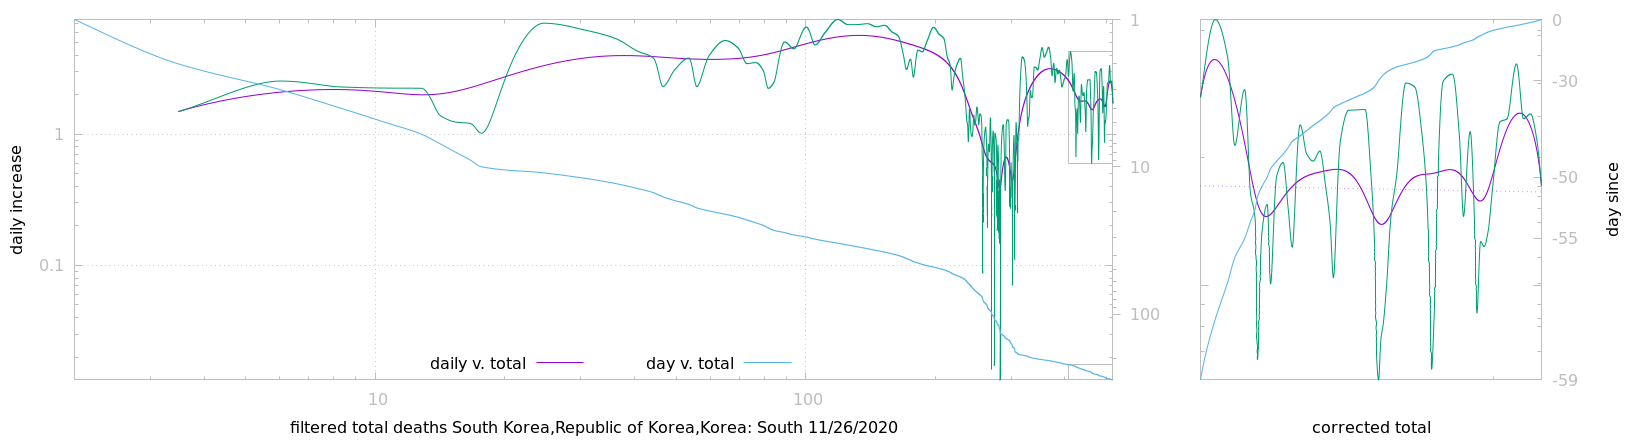 daily increase
1
0.1
daily v. total
day v. total
10
100
1
10
100
filtered total deaths South Korea,Republic of Korea,Korea: South 11/26/2020
0
-30
-50
-55
-59
day since
corrected total